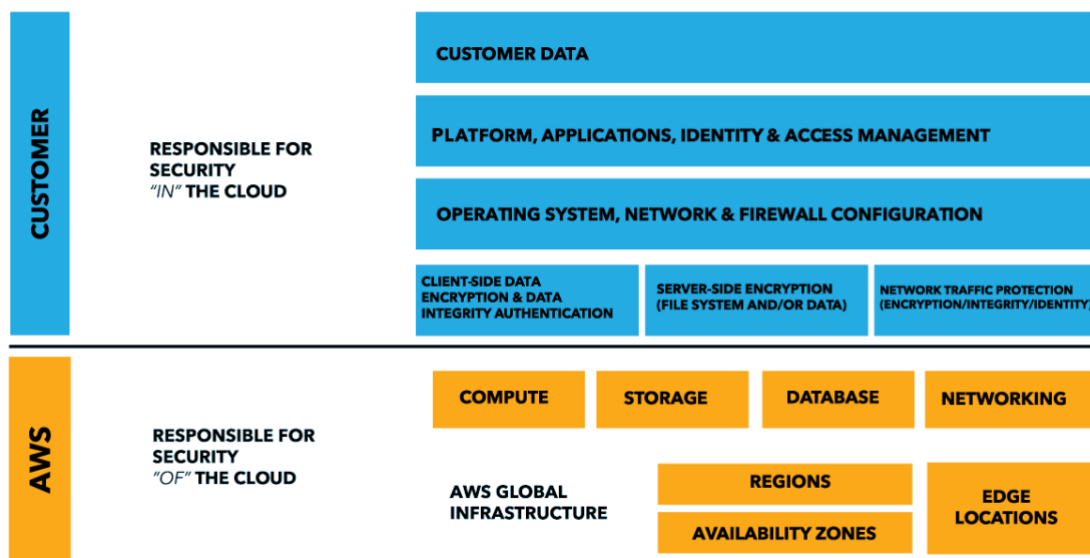 CUSTOMER
RESPONSIBLE FOR
SECURITY
"IN" THE CLOUD
CUSTOMER DATA
PLATFORM, APPLICATIONS, IDENTITY & ACCESS MANAGEMENT
OPERATING SYSTEM, NETWORK & FIREWALL CONFIGURATION
CLIENT-SIDE DATA
ENCRYPTION & DATA
INTEGRITY AUTHENTICATION
SERVER-SIDE ENCRYPTION
(FILE SYSTEM AND/OR DATA)
NETWORK TRAFFIC PROTECTION
(ENCRYPTION/INTEGRITY/IDENTITY)
AWS
RESPONSIBLE FOR
SECURITY
"OF" THE CLOUD
COMPUTE
STORAGE
DATABASE
NETWORKING
AWS GLOBAL
INFRASTRUCTURE
REGIONS
AVAILABILITY ZONES
EDGE
LOCATIONS